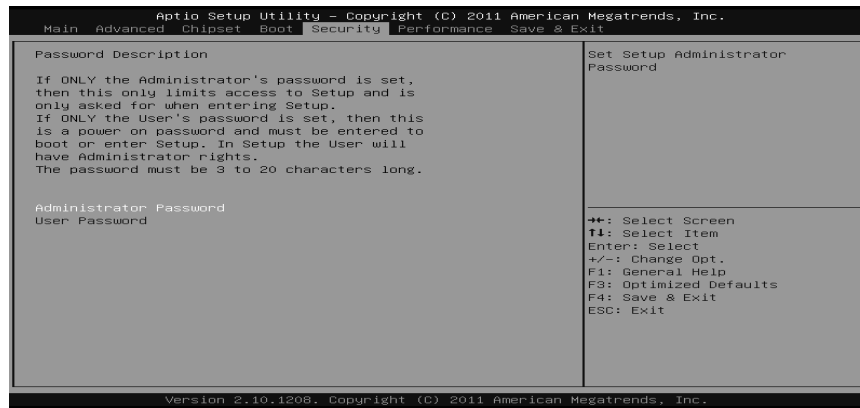 Aptio Setup Utility – Copyright (C) 2011 American Megatrends, Inc.
Main Advanced Chipset Boot Security Performance Save & Exit
Password Description
If ONLY the Administrator's password is set,
then this only limits access to Setup and is
only asked for when entering Setup.
If ONLY the User's password is set, then this
is a power on password and must be entered to
boot or enter Setup. In Setup the User will
have Administrator rights.
The password must be 3 to 20 characters long.
Administrator Password
User Password
Set Setup Administrator
Password
→←: Select Screen
↑↓: Select Item
Enter: Select
+/-: Change Opt.
F1: General Help
F3: Optimized Defaults
F4: Save & Exit
ESC: Exit
Version 2.10.1208. Copyright (C) 2011 American Megatrends, Inc.